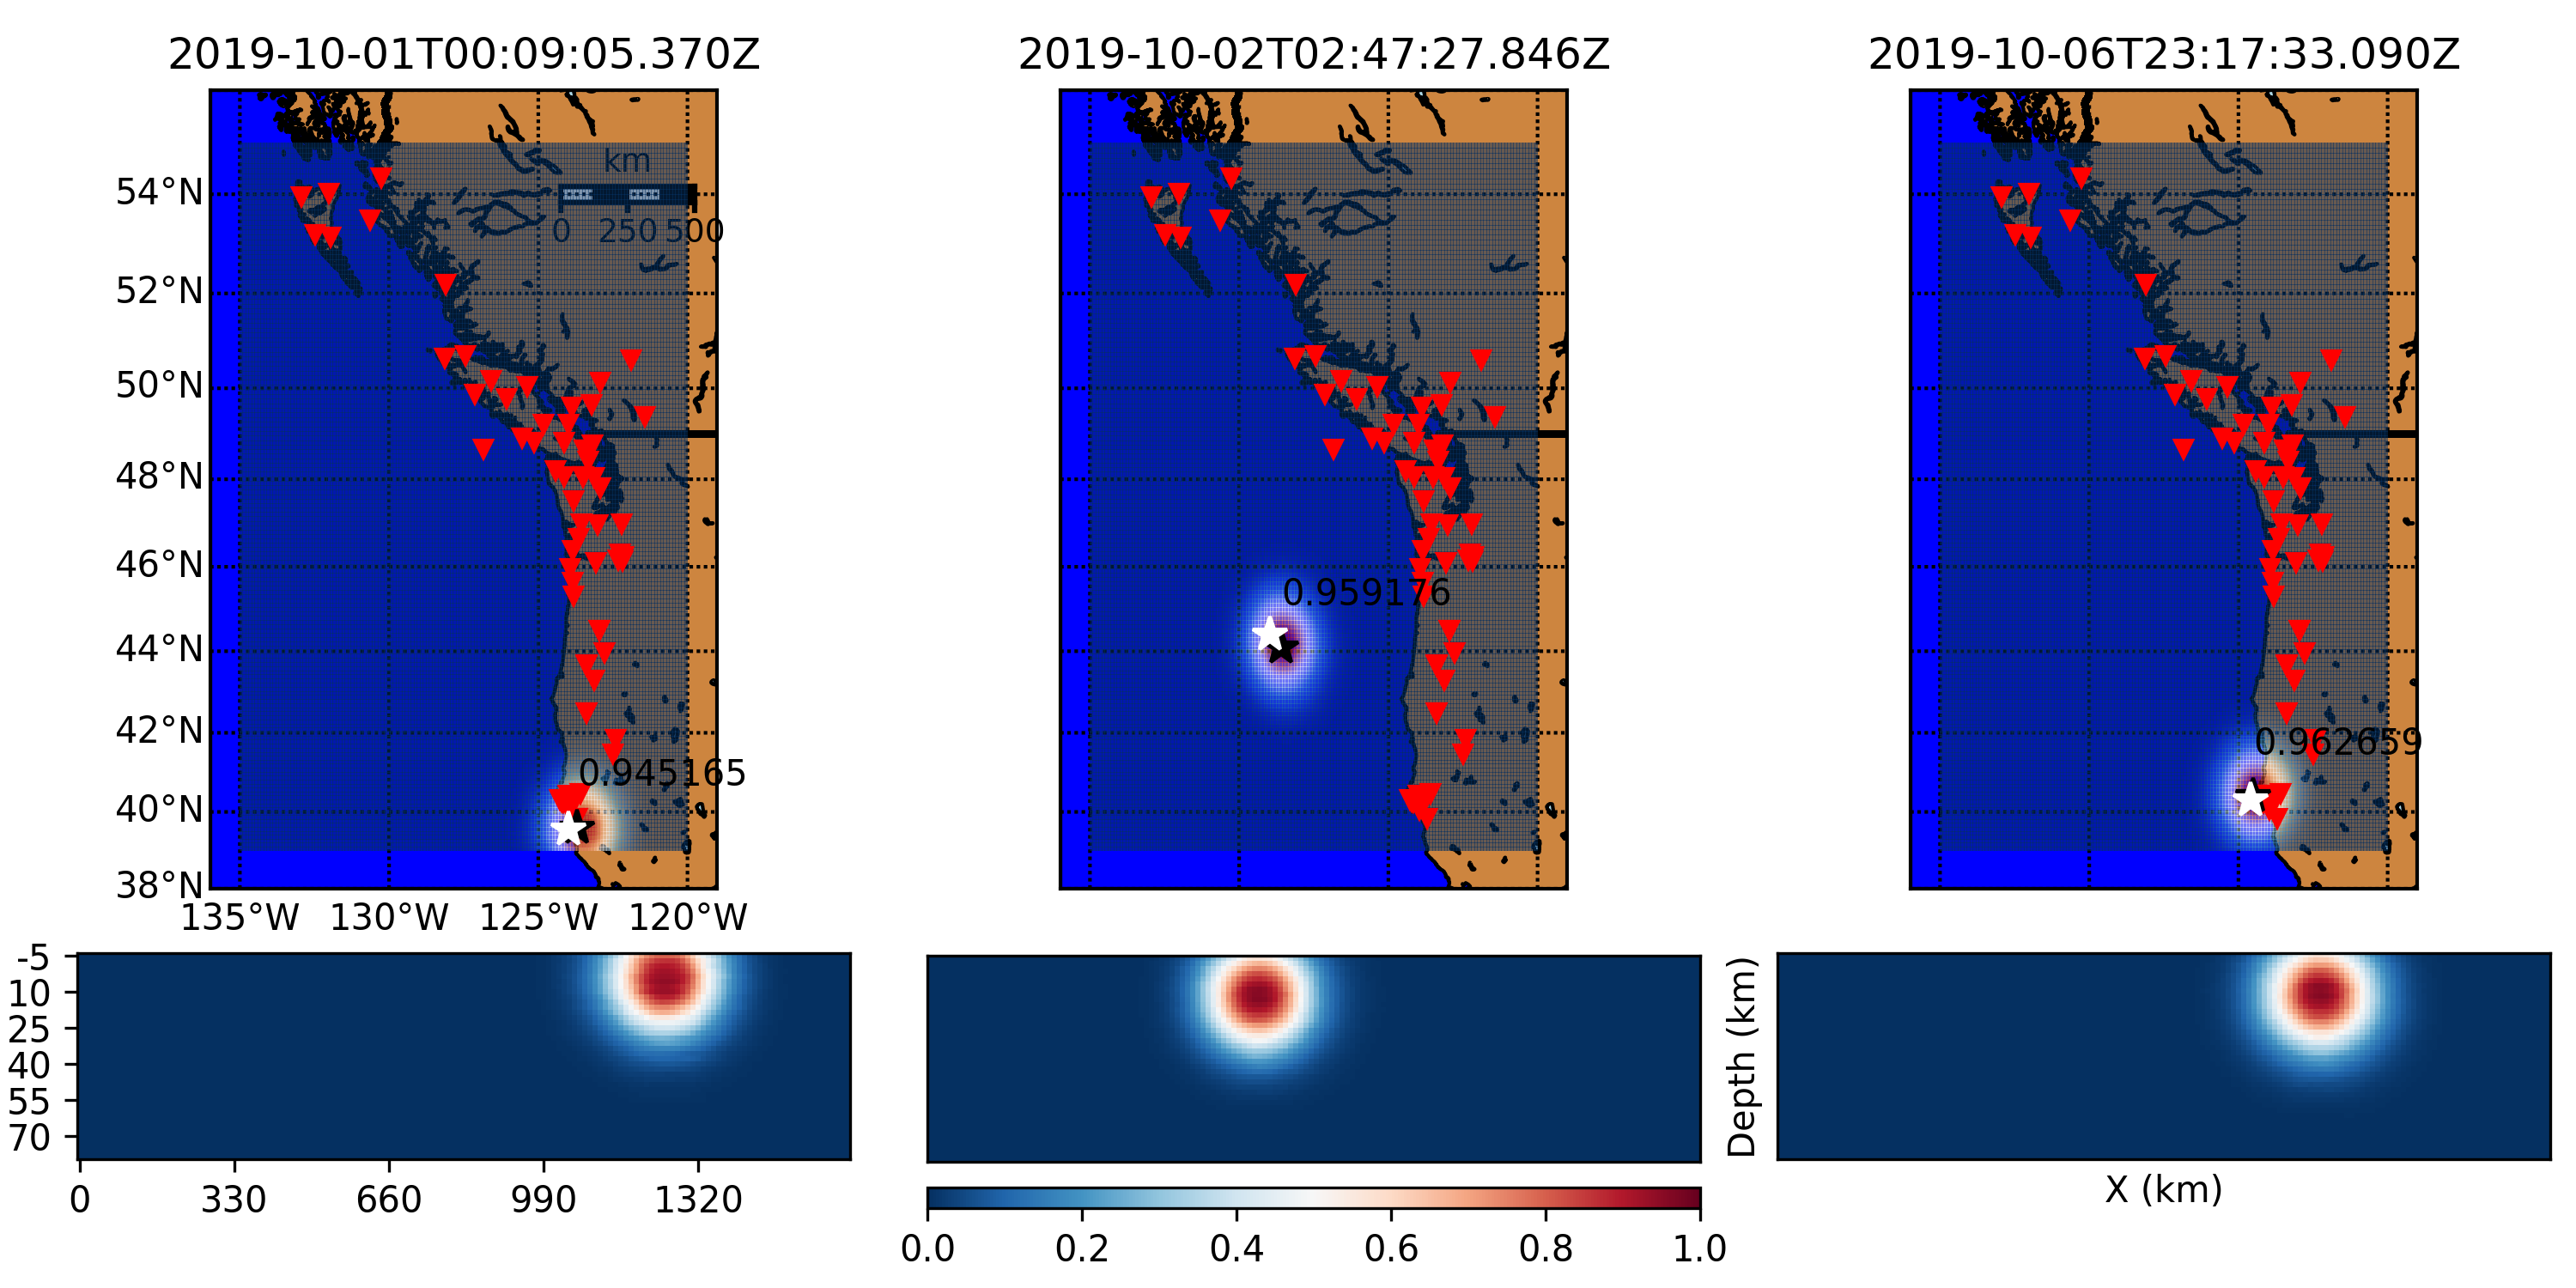 2019-10-01T00:09:05.370Z
2019-10-02T02:47:27.846Z
2019-10-06T23:17:33.090Z
km
0 250 500
54°N
52°N
50°N
48°N
46°N
44°N
42°N
40°N
38°N
0.945165
0.959176
0.962659
135°W 130°W 125°W 120°W
-5
10
25
40
55
70
0 330 660 990 1320
0.0 0.2 0.4 0.6 0.8 1.0
Depth (km)
X (km)